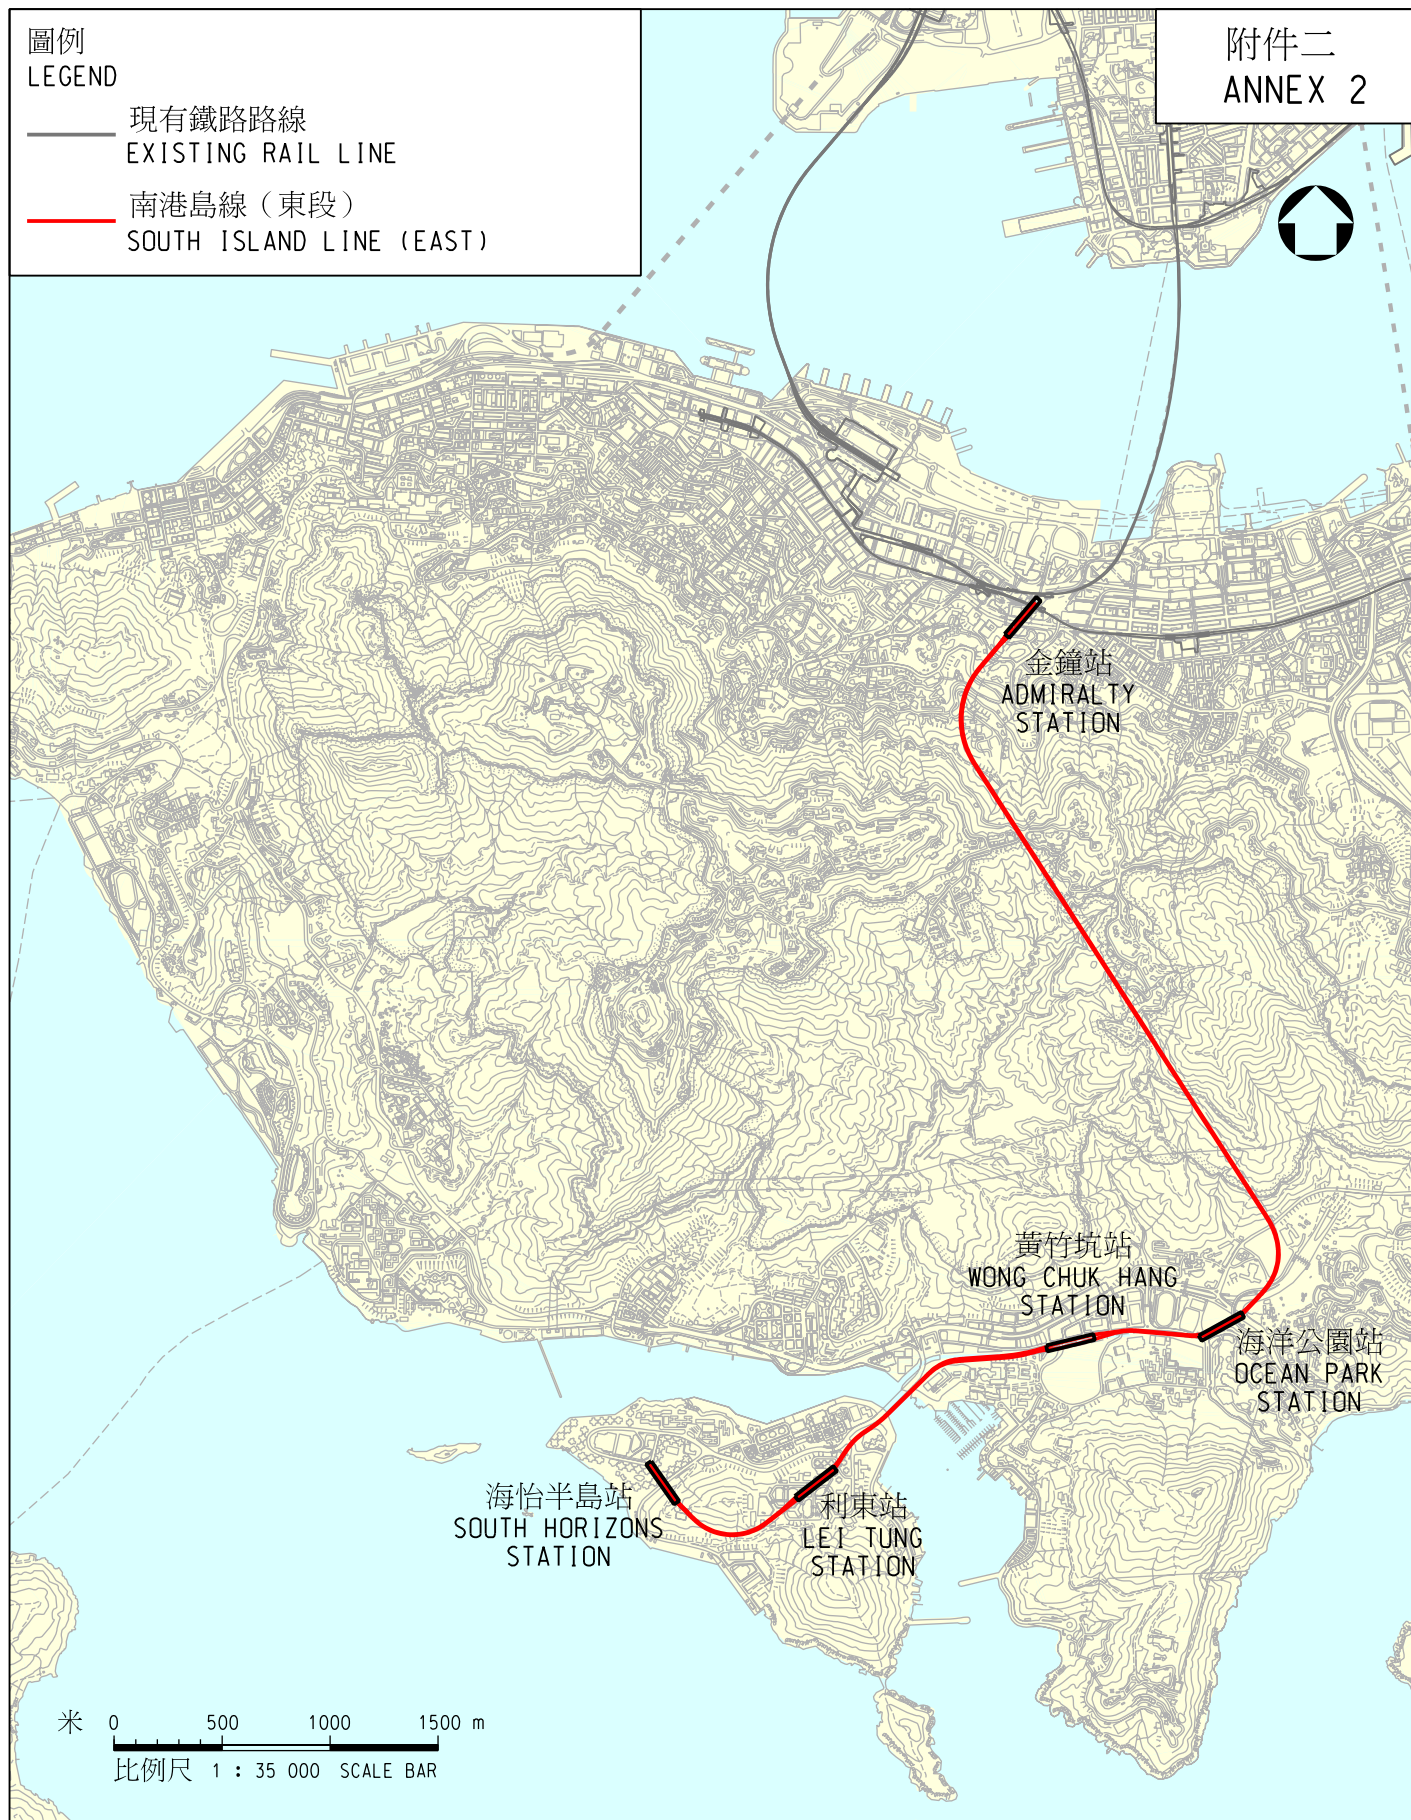 圖例
LEGEND
現有鐵路路線
EXISTING RAIL LINE
南港島線（東段）
SOUTH ISLAND LINE (EAST)
附件二
ANNEX 2
金鐘站
ADMIRALTY
STATION
黃竹坑站
WONG CHUK HANG
STATION
海洋公園站
OCEAN PARK
STATION
海怡半島站
SOUTH HORIZONS
STATION
利東站
LEI TUNG
STATION
米 0 500 1000 1500 m
比例尺 1 : 35 000 SCALE BAR